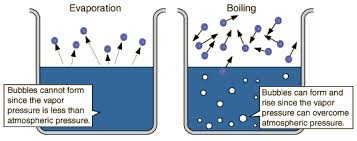 Evaporation
Boiling
Bubbles cannot form
since the vapor
pressure is less than
atmospheric pressure.
Bubbles can form and
rise since the vapor
pressure can overcome
atmospheric pressure.